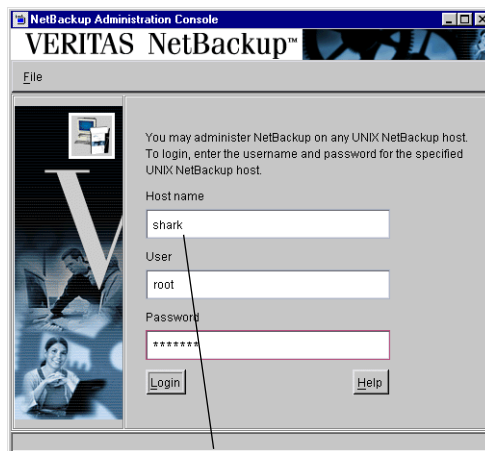 NetBackup Administration Console
VERITAS NetBackup™
File
You may administer NetBackup on any UNIX NetBackup host.
To login, enter the username and password for the specified
UNIX NetBackup host.
Host name
shark
User
root
Password
*******
Login Help